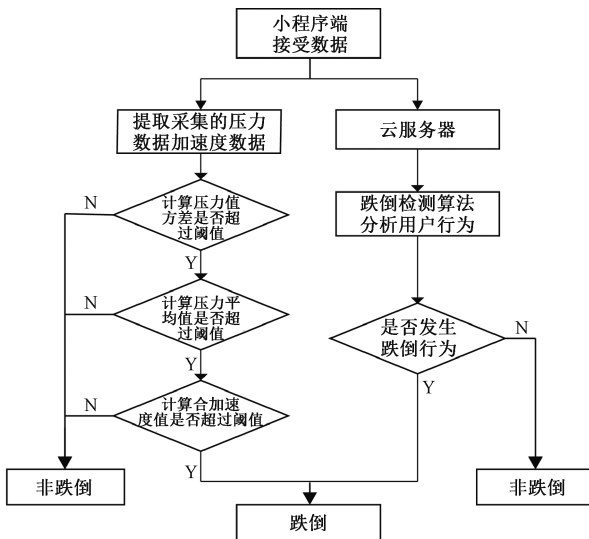 小程序端
接受数据
提取采集的压力
数据加速度数据
云服务器
计算压力值
方差是否超
过阈值
N
Y
跌倒检测算法
分析用户行为
计算压力平
均值是否超
过阈值
N
Y
是否发生
跌倒行为
N
Y
计算合加速
度值是否超过阈值
N
Y
非跌倒
非跌倒
跌倒